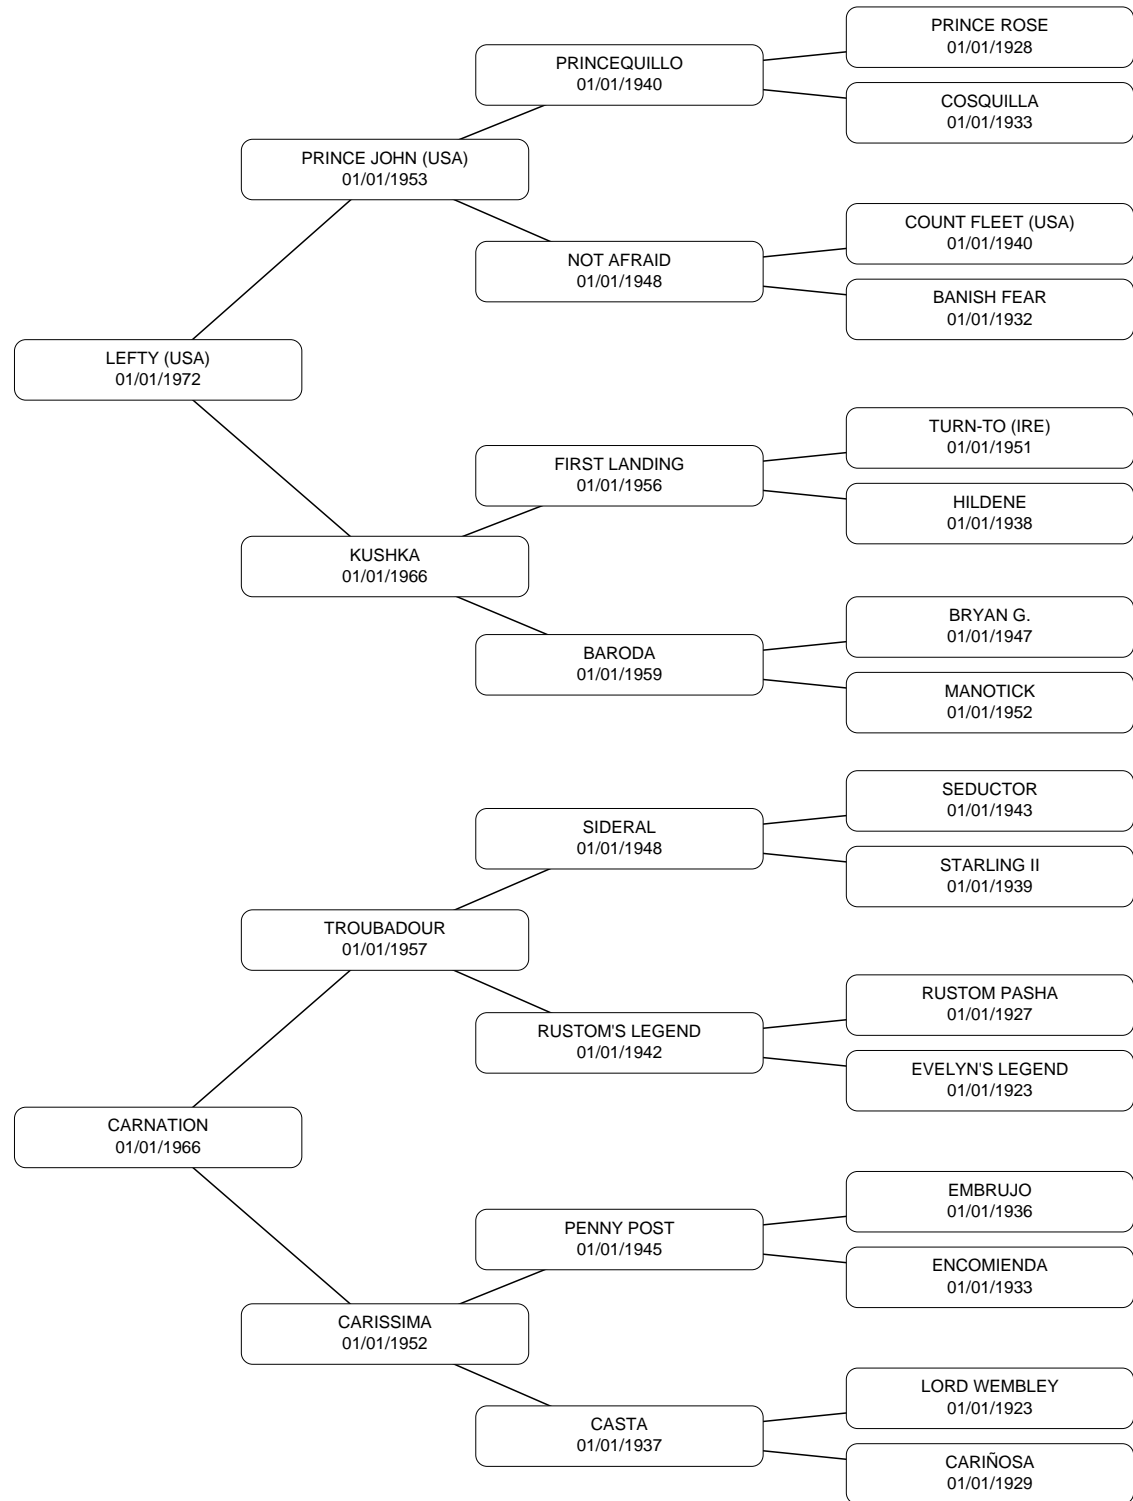 PRINCE ROSE
01/01/1928
PRINCEQUILLO
01/01/1940
COSQUILLA
01/01/1933
PRINCE JOHN (USA)
01/01/1953
COUNT FLEET (USA)
01/01/1940
NOT AFRAID
01/01/1948
BANISH FEAR
01/01/1932
LEFTY (USA)
01/01/1972
TURN-TO (IRE)
01/01/1951
FIRST LANDING
01/01/1956
HILDENE
01/01/1938
KUSHKA
01/01/1966
BRYAN G.
01/01/1947
BARODA
01/01/1959
MANOTICK
01/01/1952
SEDUCTOR
01/01/1943
SIDERAL
01/01/1948
STARLING II
01/01/1939
TROUBADOUR
01/01/1957
RUSTOM PASHA
01/01/1927
RUSTOM'S LEGEND
01/01/1942
EVELYN'S LEGEND
01/01/1923
CARNATION
01/01/1966
EMBRUJO
01/01/1936
PENNY POST
01/01/1945
ENCOMIENDA
01/01/1933
CARISSIMA
01/01/1952
LORD WEMBLEY
01/01/1923
CASTA
01/01/1937
CARIÑOSA
01/01/1929